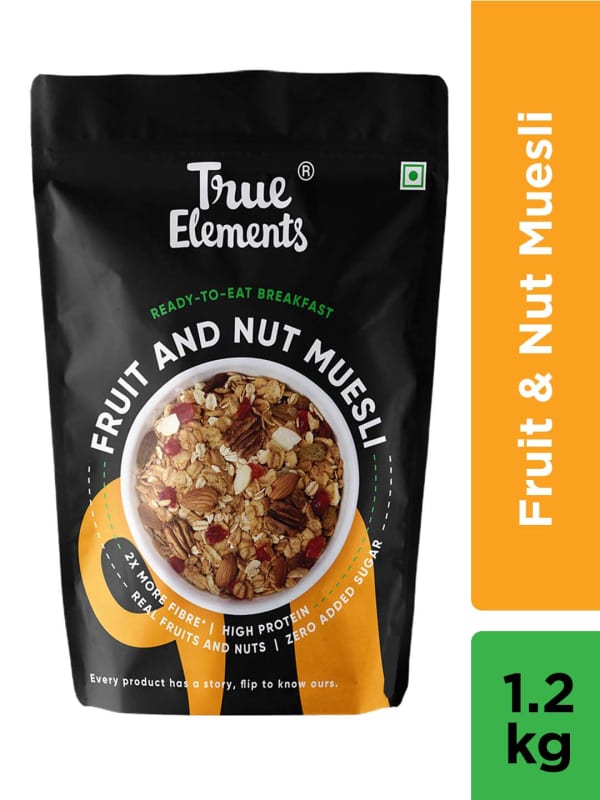 True®
Elements
READY-TO-EAT BREAKFAST
FRUIT AND NUT MUESLI
2X MORE FIBRE* | HIGH PROTEIN
REAL FRUITS AND NUTS | ZERO ADDED SUGAR
Every product has a story, flip to know ours.
Fruit & Nut Muesli
1.2
kg